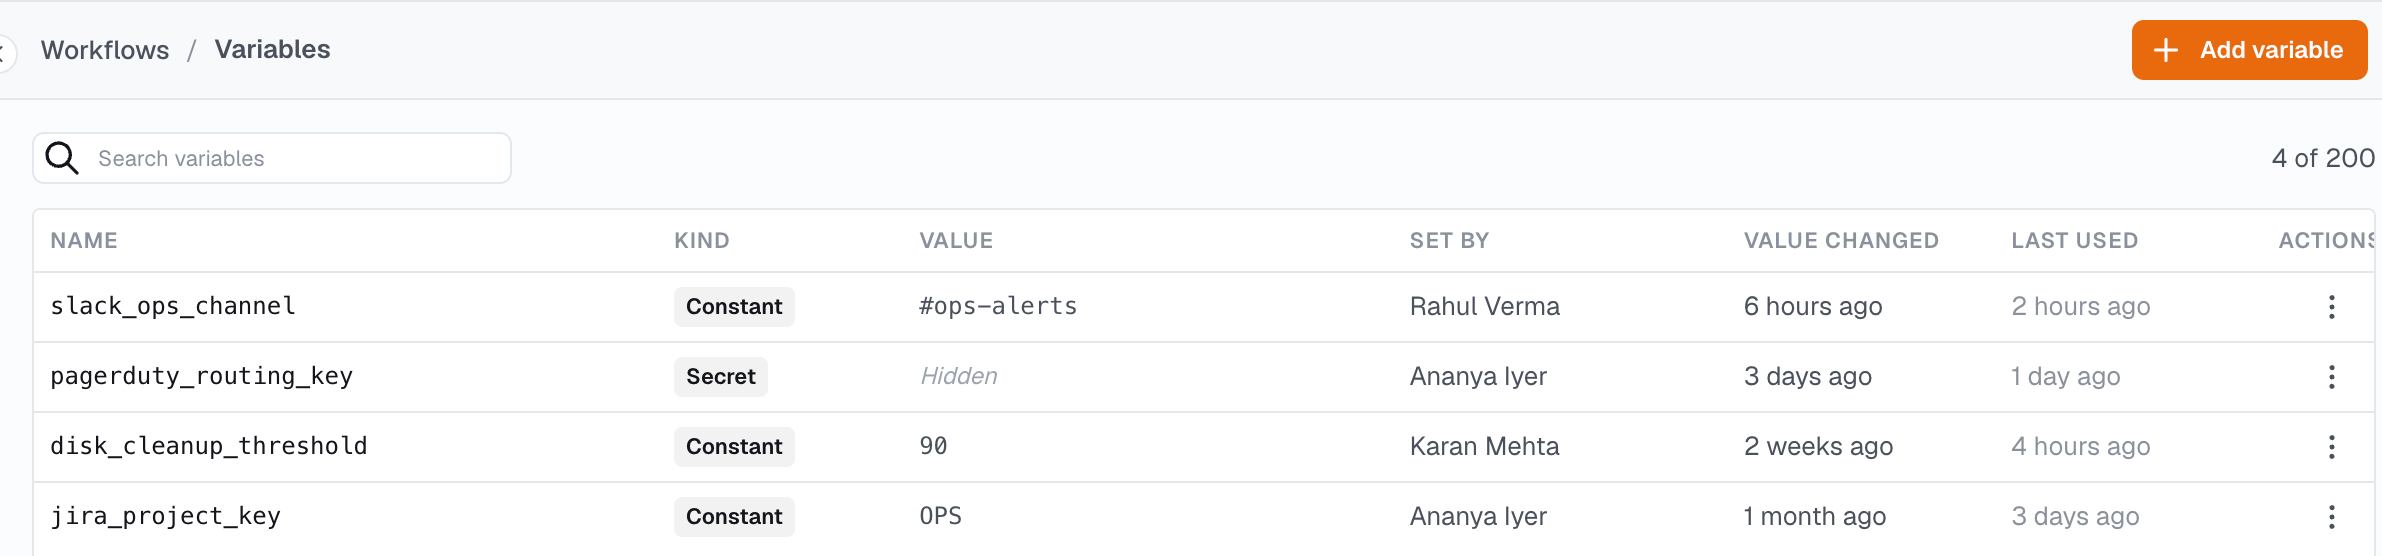 Workflows / Variables
+ Add variable
Search variables
4 of 200
NAME KIND VALUE SET BY VALUE CHANGED LAST USED ACTIONS
slack_ops_channel Constant #ops-alerts Rahul Verma 6 hours ago 2 hours ago
pagerduty_routing_key Secret Hidden Ananya Iyer 3 days ago 1 day ago
disk_cleanup_threshold Constant 90 Karan Mehta 2 weeks ago 4 hours ago
jira_project_key Constant OPS Ananya Iyer 1 month ago 3 days ago